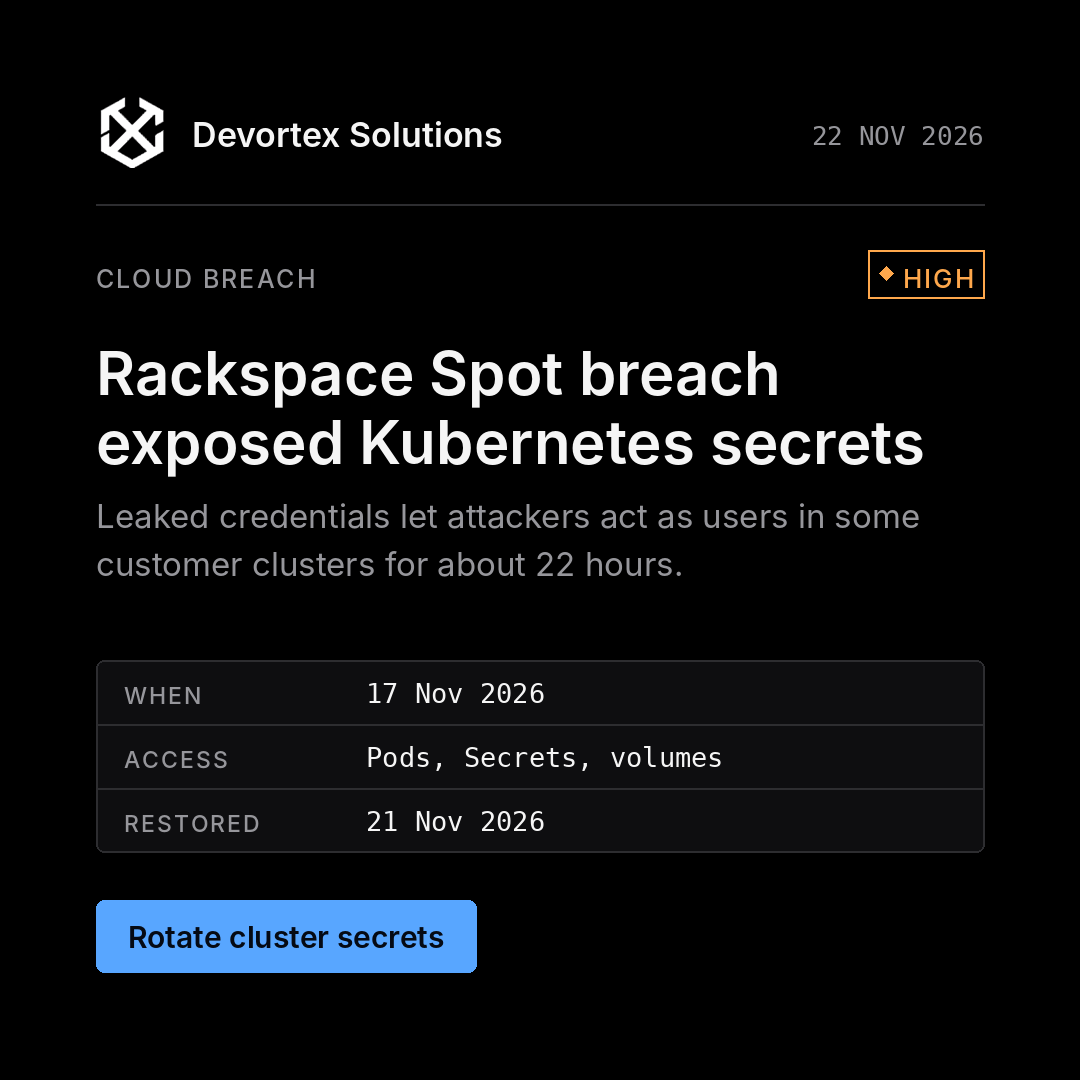 Devortex Solutions
22 NOV 2026
CLOUD BREACH
HIGH
Rackspace Spot breach
exposed Kubernetes secrets
Leaked credentials let attackers act as users in some
customer clusters for about 22 hours.
WHEN 17 Nov 2026
ACCESS Pods, Secrets, volumes
RESTORED 21 Nov 2026
Rotate cluster secrets